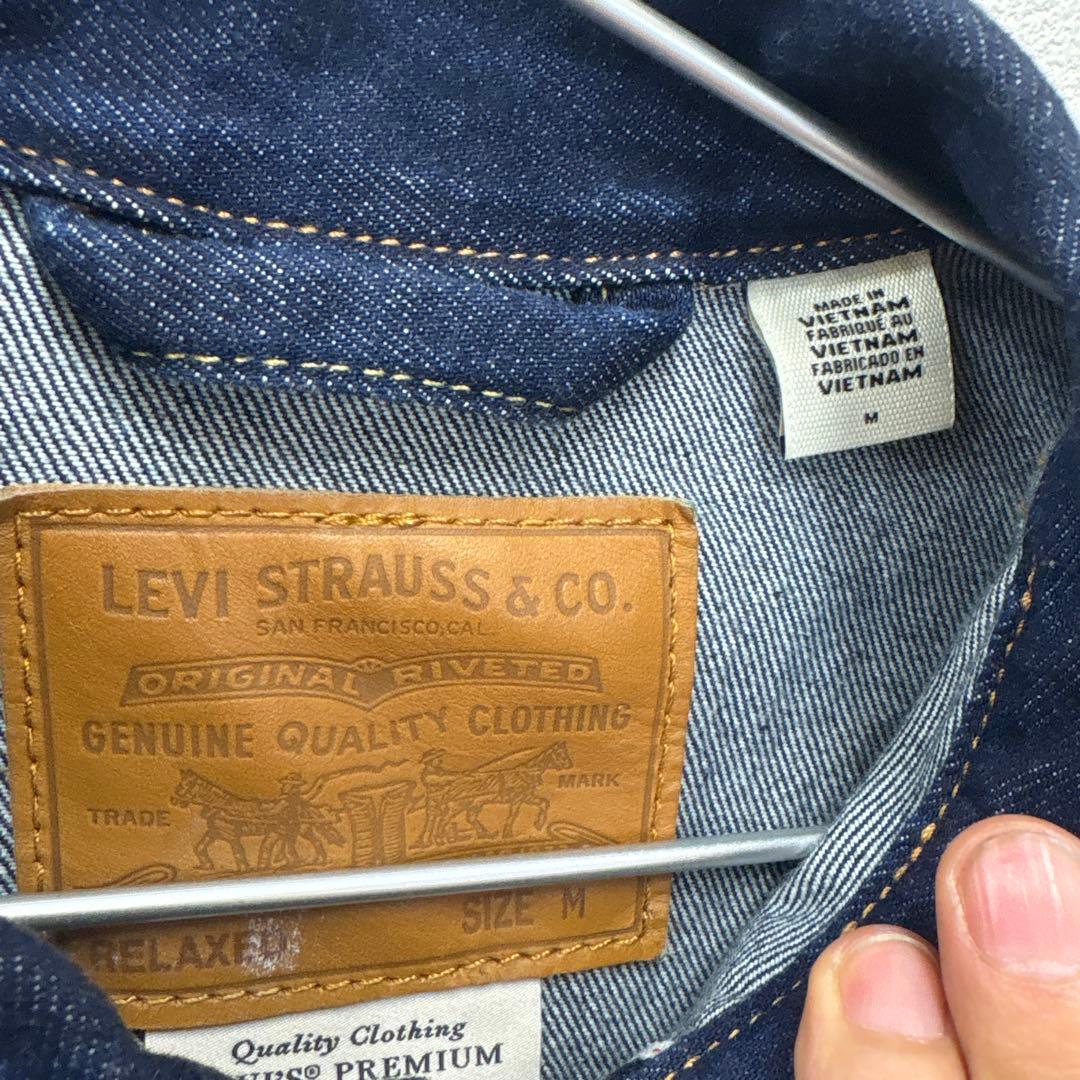 MADE IN
VIETNAM
FABRIQUÉ AU
VIETNAM
FABRICADO EN
VIETNAM
M
LEVI STRAUSS & CO.
SAN FRANCISCO, CAL.
ORIGINAL RIVETED
GENUINE QUALITY CLOTHING
TRADE MARK
SIZE M
RELAXED
Quality Clothing
LEVI'S® PREMIUM